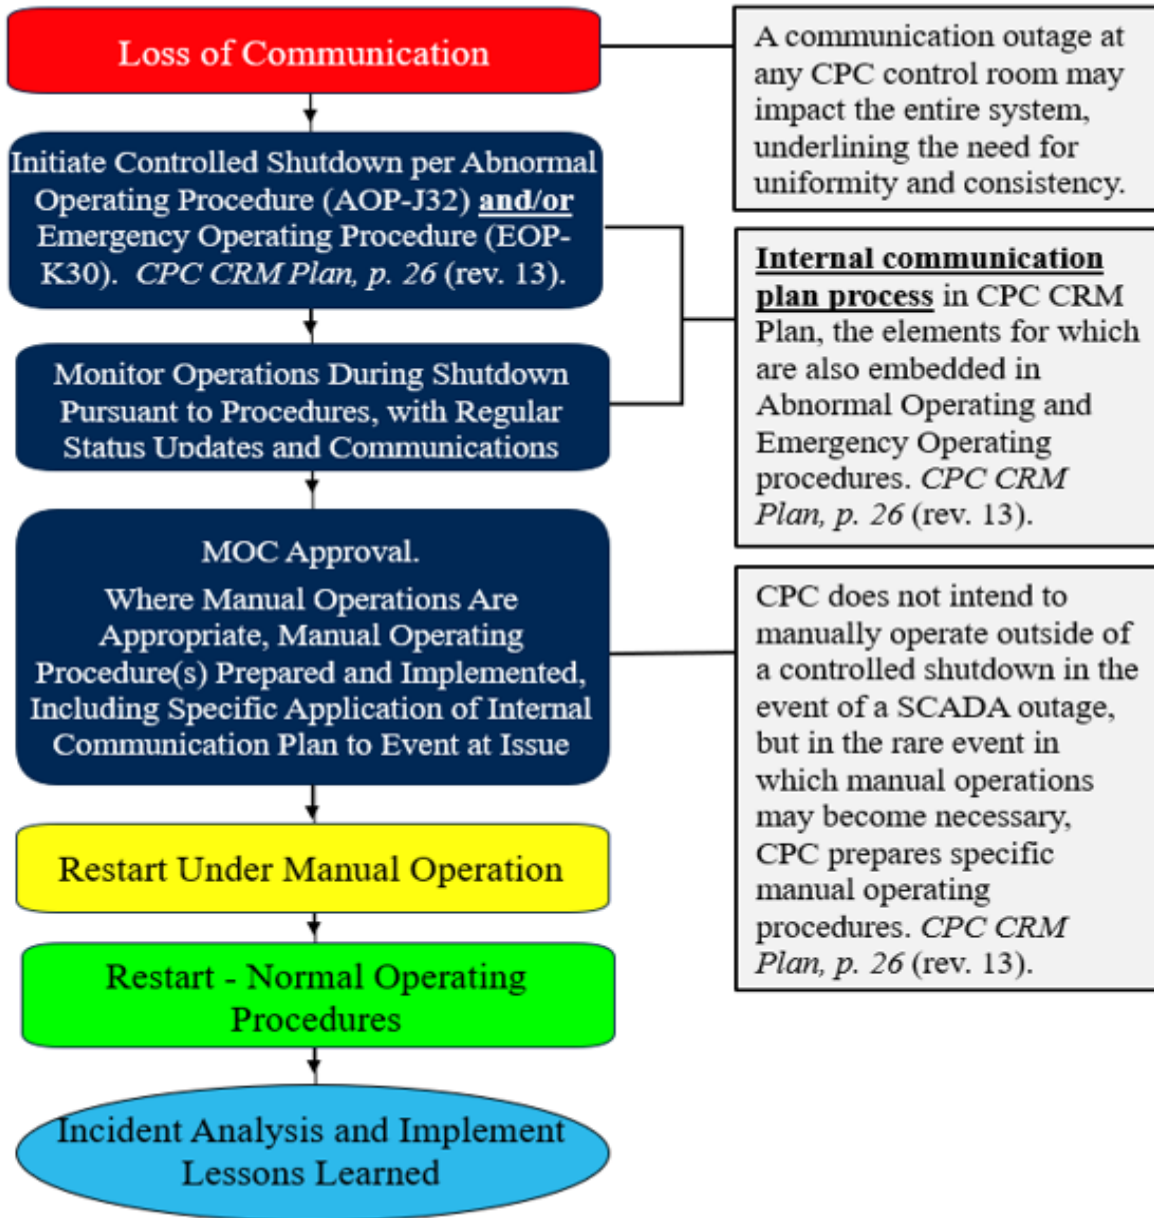 Loss of Communication
A communication outage at
any CPC control room may
impact the entire system,
underlining the need for
uniformity and consistency.
Initiate Controlled Shutdown per Abnormal
Operating Procedure (AOP-J32) and/or
Emergency Operating Procedure (EOP-
K30). CPC CRM Plan, p. 26 (rev. 13).
Internal communication
plan process in CPC CRM
Plan, the elements for which
are also embedded in
Abnormal Operating and
Emergency Operating
procedures. CPC CRM
Plan, p. 26 (rev. 13).
Monitor Operations During Shutdown
Pursuant to Procedures, with Regular
Status Updates and Communications
MOC Approval.
Where Manual Operations Are
Appropriate, Manual Operating
Procedure(s) Prepared and Implemented,
Including Specific Application of Internal
Communication Plan to Event at Issue
CPC does not intend to
manually operate outside of
a controlled shutdown in the
event of a SCADA outage,
but in the rare event in
which manual operations
may become necessary,
CPC prepares specific
manual operating
procedures. CPC CRM
Plan, p. 26 (rev. 13).
Restart Under Manual Operation
Restart - Normal Operating
Procedures
Incident Analysis and Implement
Lessons Learned